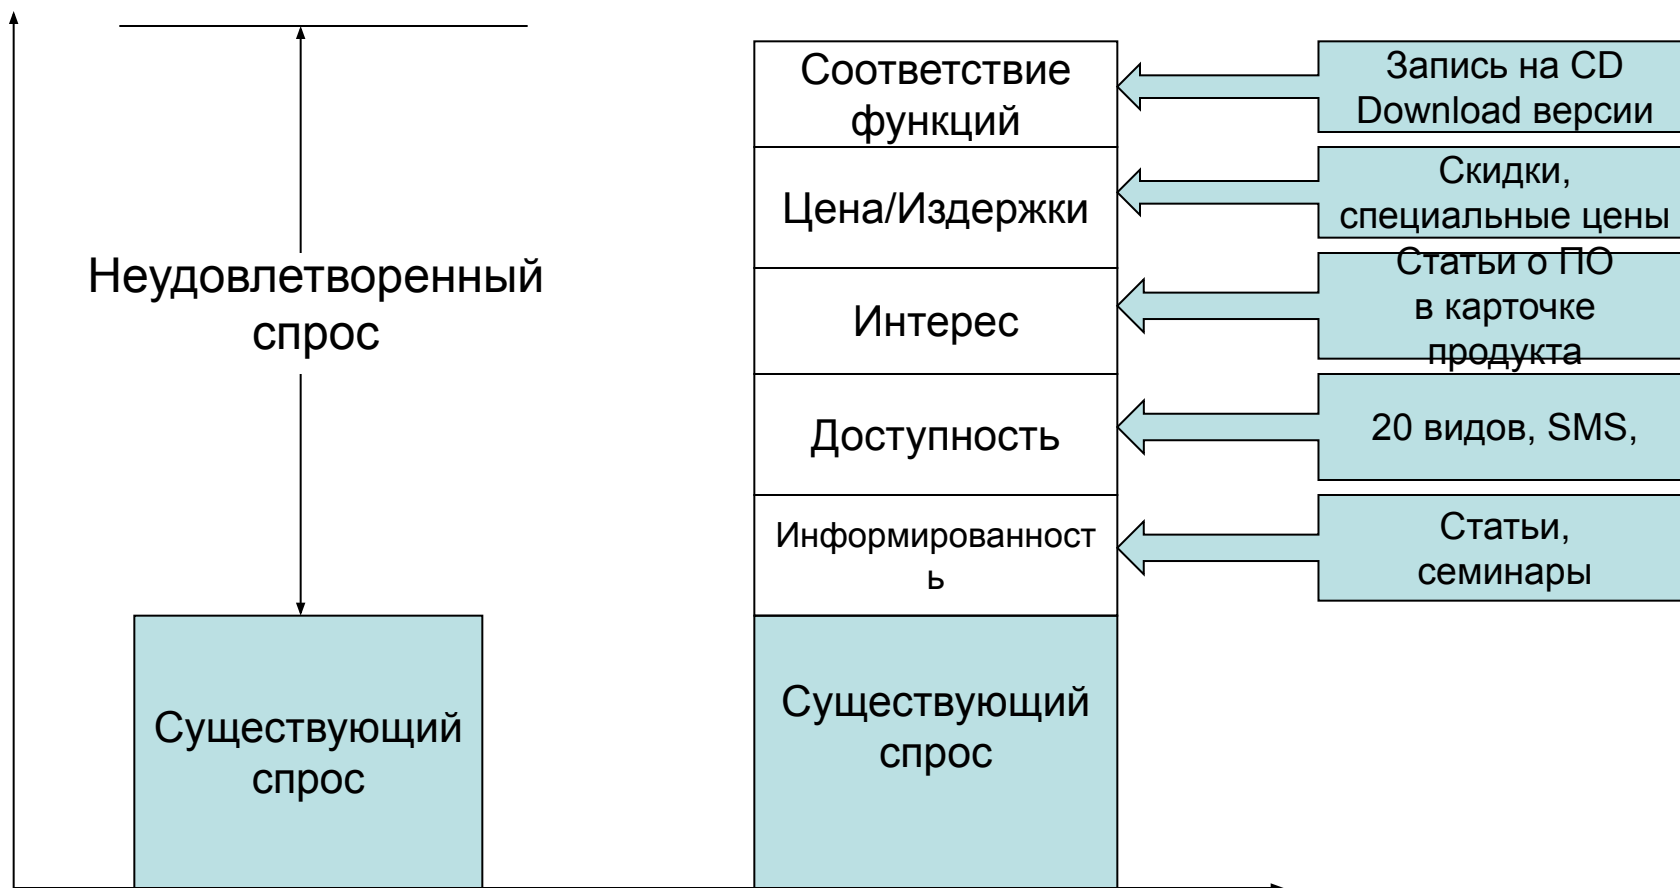 Неудовлетворенный
спрос
Существующий
спрос
Соответствие
функций
Цена/Издержки
Интерес
Доступность
Информированност
ь
Существующий
спрос
Запись на CD
Download версии
Скидки,
специальные цены
Статьи о ПО
в карточке
продукта
20 видов, SMS,
Статьи,
семинары